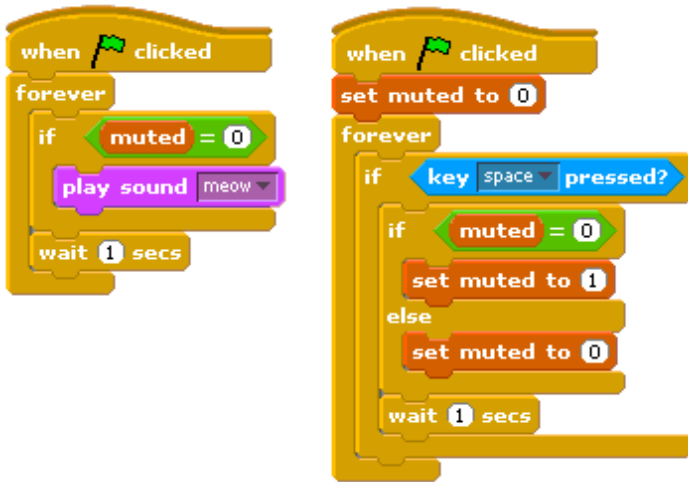 when clicked
forever
if muted = 0
play sound meow
wait 1 secs
when clicked
set muted to 0
forever
if key space pressed?
if muted = 0
set muted to 1
else
set muted to 0
wait 1 secs